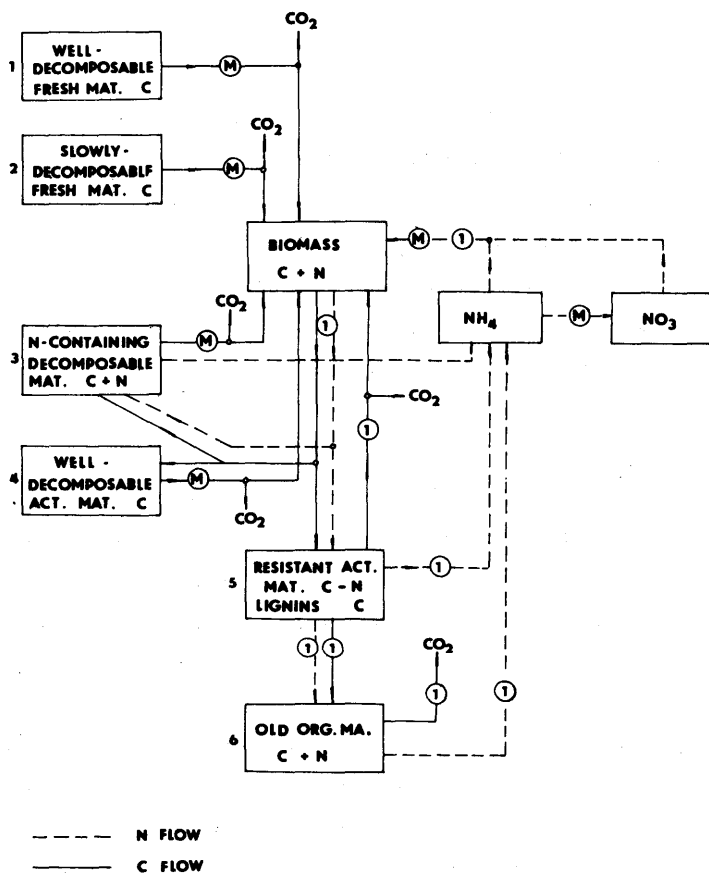 CO2
1
WELL-
DECOMPOSABLE
FRESH MAT. C
M
CO2
2
SLOWLY-
DECOMPOSABLE
FRESH MAT. C
M
BIOMASS
C + N
M
1
NH4
M
NO3
CO2
3
N-CONTAINING
DECOMPOSABLE
MAT. C + N
M
1
CO2
1
4
WELL-
DECOMPOSABLE
ACT. MAT. C
M
CO2
5
RESISTANT ACT.
MAT. C - N
LIGNINS C
1
1
1
CO2
1
1
6
OLD ORG. MA.
C + N
N FLOW
C FLOW